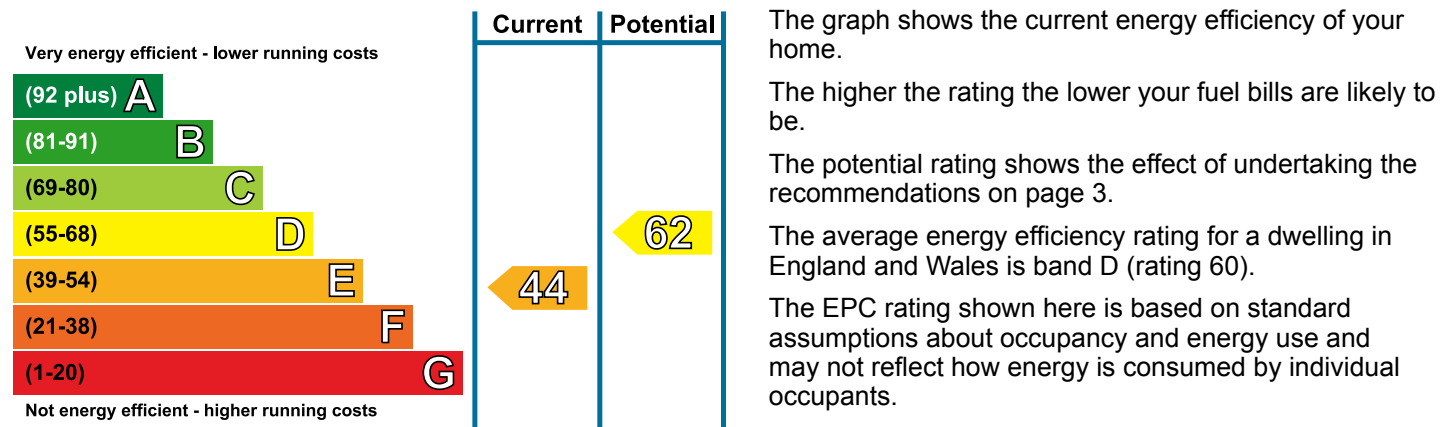 Current Potential
Very energy efficient - lower running costs
(92 plus) A
(81-91) B
(69-80) C
(55-68) D
62
(39-54) E
44
(21-38) F
(1-20) G
Not energy efficient - higher running costs
The graph shows the current energy efficiency of your
home.
The higher the rating the lower your fuel bills are likely to
be.
The potential rating shows the effect of undertaking the
recommendations on page 3.
The average energy efficiency rating for a dwelling in
England and Wales is band D (rating 60).
The EPC rating shown here is based on standard
assumptions about occupancy and energy use and
may not reflect how energy is consumed by individual
occupants.